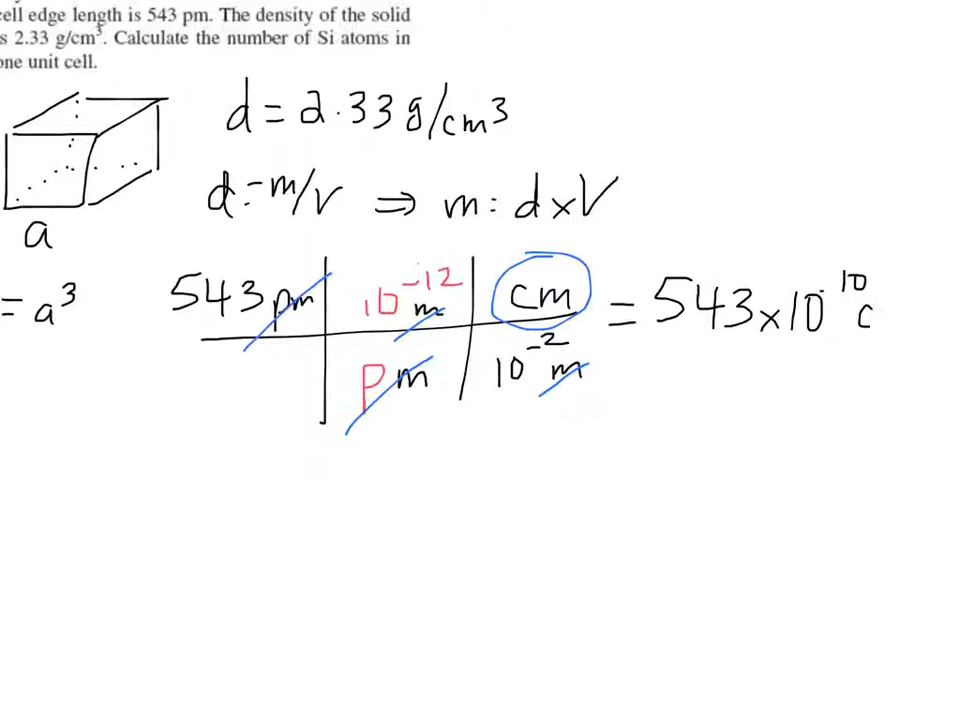 cell edge length is 543 pm. The density of the solid
s 2.33 g/cm³. Calculate the number of Si atoms in
one unit cell.
d = 2.33 g/cm³
d = m/V ⇒ m = d × V
a
= a³
543 pm | 10⁻¹² m | cm = 543 × 10⁻¹⁰ c
pm | 10⁻² m